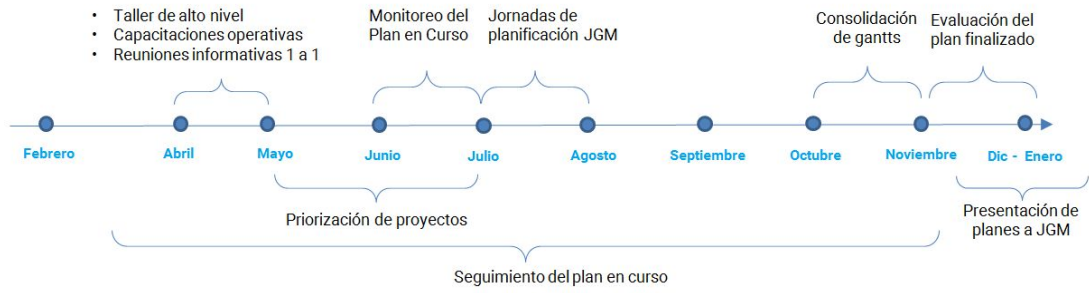 • Taller de alto nivel
• Capacitaciones operativas
• Reuniones informativas 1 a 1
Monitoreo del
Plan en Curso
Jornadas de
planificación JGM
Consolidación
de gantts
Evaluación del
plan finalizado
Febrero
Abril
Mayo
Junio
Julio
Agosto
Septiembre
Octubre
Noviembre
Dic - Enero
Priorización de proyectos
Presentación de
planes a JGM
Seguimiento del plan en curso